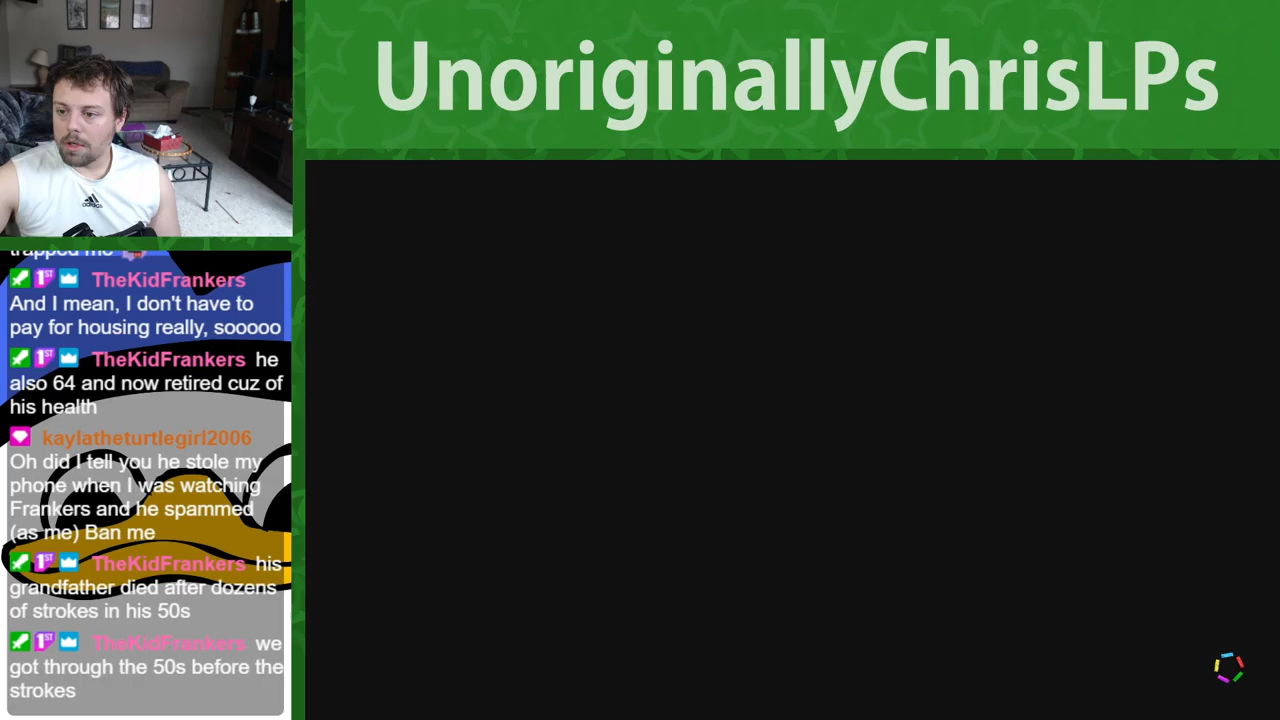 UnoriginallyChrisLPs
adidas
trapped me
TheKidFrankers
And I mean, I don't have to
pay for housing really, sooooo
TheKidFrankers he
also 64 and now retired cuz of
his health
kaylatheturtlegirl2006
Oh did I tell you he stole my
phone when I was watching
Frankers and he spammed
(as me) Ban me
TheKidFrankers his
grandfather died after dozens
of strokes in his 50s
TheKidFrankers we
got through the 50s before the
strokes